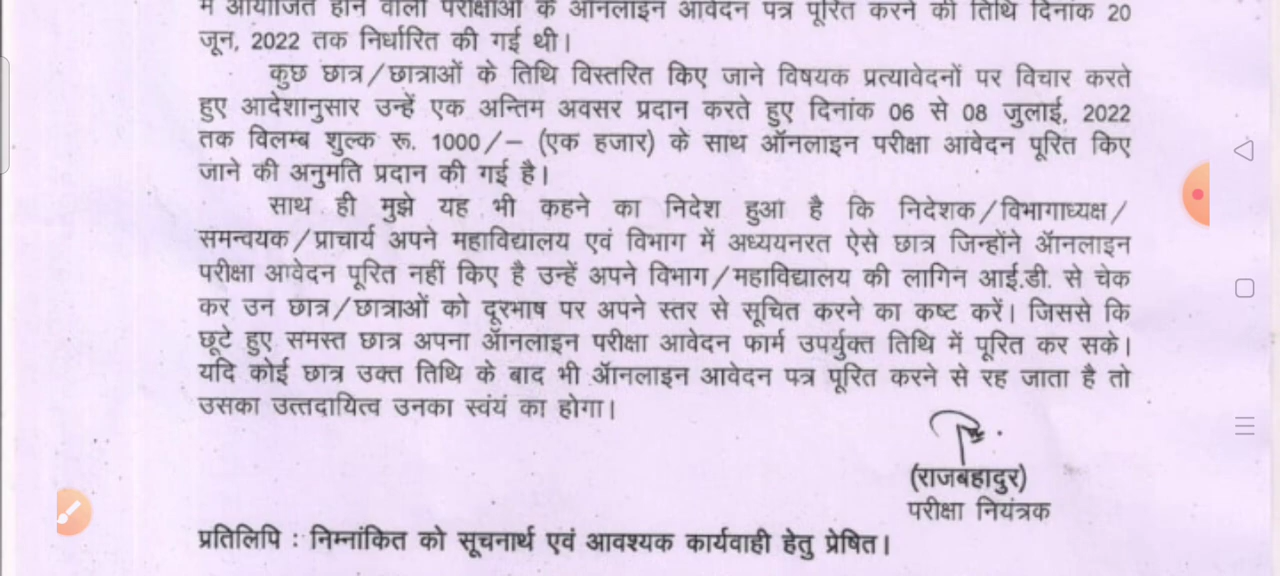 में आयोजित होने वाली परीक्षाओं के ऑनलाइन आवेदन पत्र पूरित करने की तिथि दिनांक 20
जून, 2022 तक निर्धारित की गई थी।
कुछ छात्र/छात्राओं के तिथि विस्तरित किए जाने विषयक प्रत्यावेदनों पर विचार करते
हुए आदेशानुसार उन्हें एक अन्तिम अवसर प्रदान करते हुए दिनांक 06 से 08 जुलाई, 2022
तक विलम्ब शुल्क रू. 1000/– (एक हजार) के साथ ऑनलाइन परीक्षा आवेदन पूरित किए
जाने की अनुमति प्रदान की गई है।
साथ ही मुझे यह भी कहने का निदेश हुआ है कि निदेशक/विभागाध्यक्ष/
समन्वयक/प्राचार्य अपने महाविद्यालय एवं विभाग में अध्ययनरत ऐसे छात्र जिन्होंने ऑनलाइन
परीक्षा आवेदन पूरित नहीं किए है उन्हें अपने विभाग/महाविद्यालय की लागिन आई.डी. से चेक
कर उन छात्र/छात्राओं को दूरभाष पर अपने स्तर से सूचित करने का कष्ट करें। जिससे कि
छूटे हुए समस्त छात्र अपना ऑनलाइन परीक्षा आवेदन फार्म उपर्युक्त तिथि में पूरित कर सके।
यदि कोई छात्र उक्त तिथि के बाद भी ऑनलाइन आवेदन पत्र पूरित करने से रह जाता है तो
उसका उत्तदायित्व उनका स्वंयं का होगा।
(राजबहादुर)
परीक्षा नियंत्रक
प्रतिलिपि : निम्नांकित को सूचनार्थ एवं आवश्यक कार्यवाही हेतु प्रेषित।